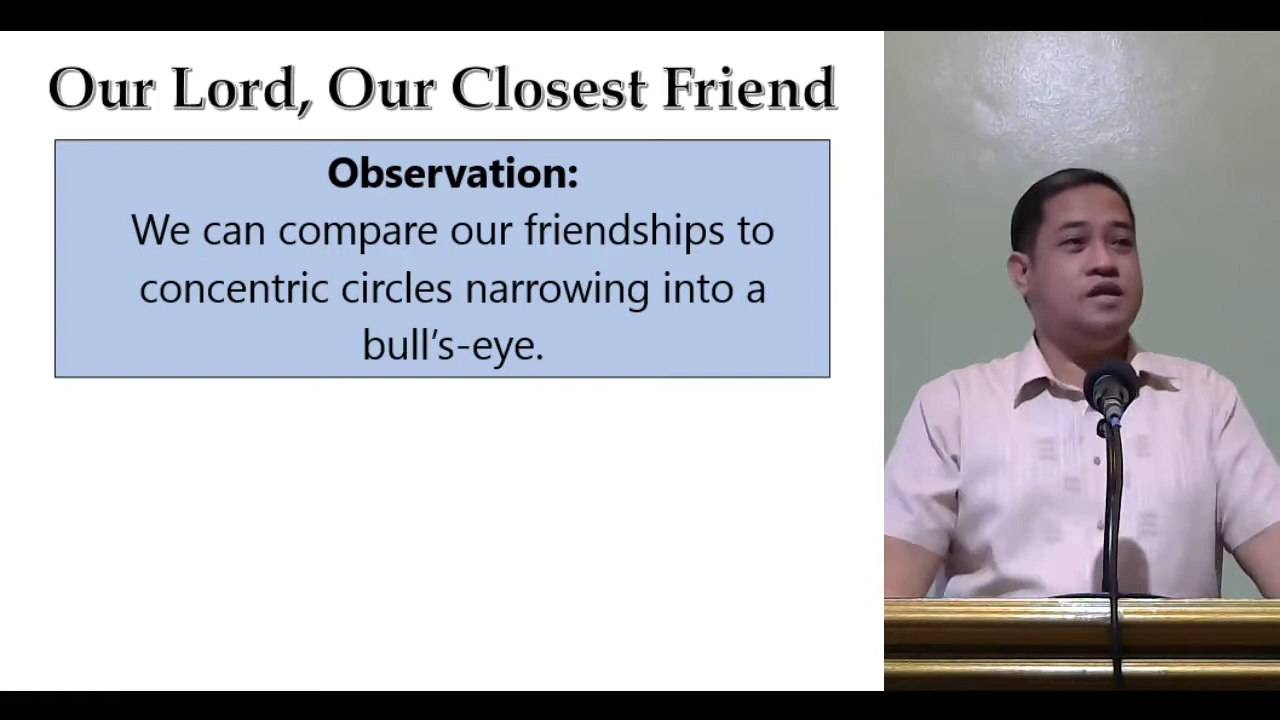 Our Lord, Our Closest Friend
Observation:
We can compare our friendships to
concentric circles narrowing into a
bull’s-eye.